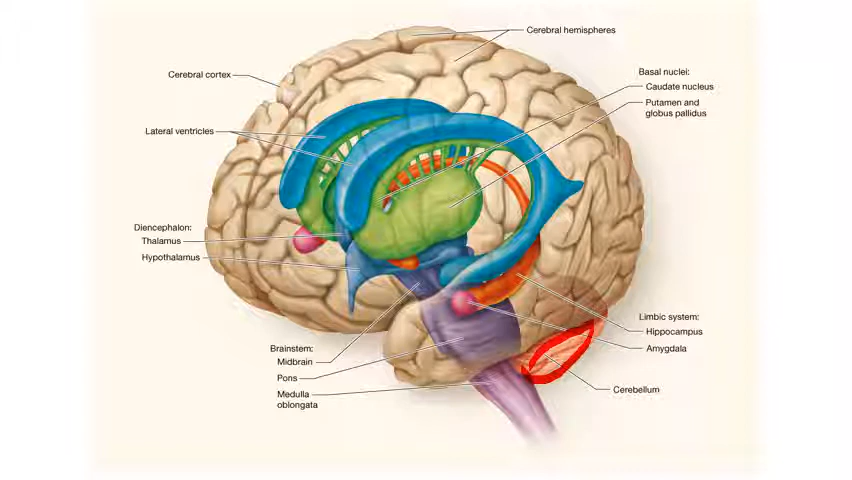 Cerebral hemispheres
Cerebral cortex
Basal nuclei:
Caudate nucleus
Putamen and
globus pallidus
Lateral ventricles
Diencephalon:
Thalamus
Hypothalamus
Limbic system:
Hippocampus
Amygdala
Brainstem:
Midbrain
Pons
Medulla
oblongata
Cerebellum